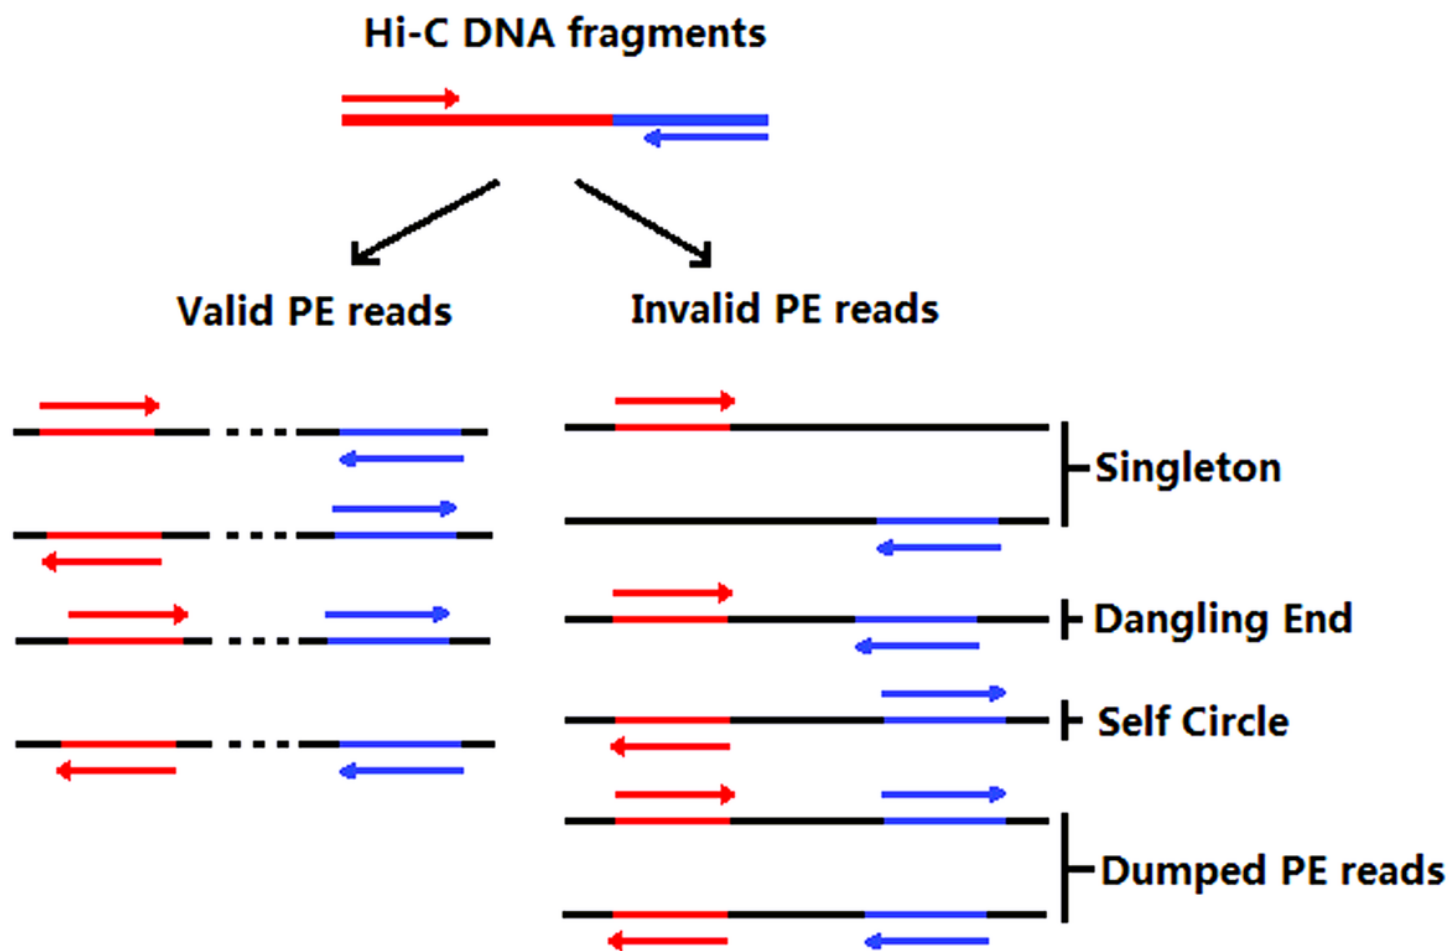 Hi-C DNA fragments
Valid PE reads
Invalid PE reads
Singleton
Dangling End
Self Circle
Dumped PE reads